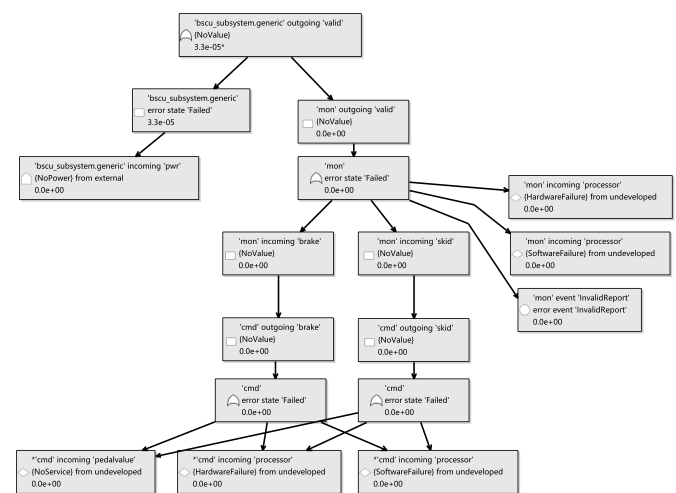 'bscu_subsystem.generic' outgoing 'valid'
{NoValue}
3.3e-05*
'bscu_subsystem.generic'
error state 'Failed'
3.3e-05
'mon' outgoing 'valid'
{NoValue}
0.0e+00
'bscu_subsystem.generic' incoming 'pwr'
{NoPower} from external
0.0e+00
'mon'
error state 'Failed'
0.0e+00
'mon' incoming 'processor'
{HardwareFailure} from undeveloped
0.0e+00
'mon' incoming 'brake'
{NoValue}
0.0e+00
'mon' incoming 'skid'
{NoValue}
0.0e+00
'mon' incoming 'processor'
{SoftwareFailure} from undeveloped
0.0e+00
'mon' event 'InvalidReport'
error event 'InvalidReport'
0.0e+00
'cmd' outgoing 'brake'
{NoValue}
0.0e+00
'cmd' outgoing 'skid'
{NoValue}
0.0e+00
'cmd'
error state 'Failed'
0.0e+00
'cmd'
error state 'Failed'
0.0e+00
*'cmd' incoming 'pedalvalue'
{NoService} from undeveloped
0.0e+00
*'cmd' incoming 'processor'
{HardwareFailure} from undeveloped
0.0e+00
*'cmd' incoming 'processor'
{SoftwareFailure} from undeveloped
0.0e+00